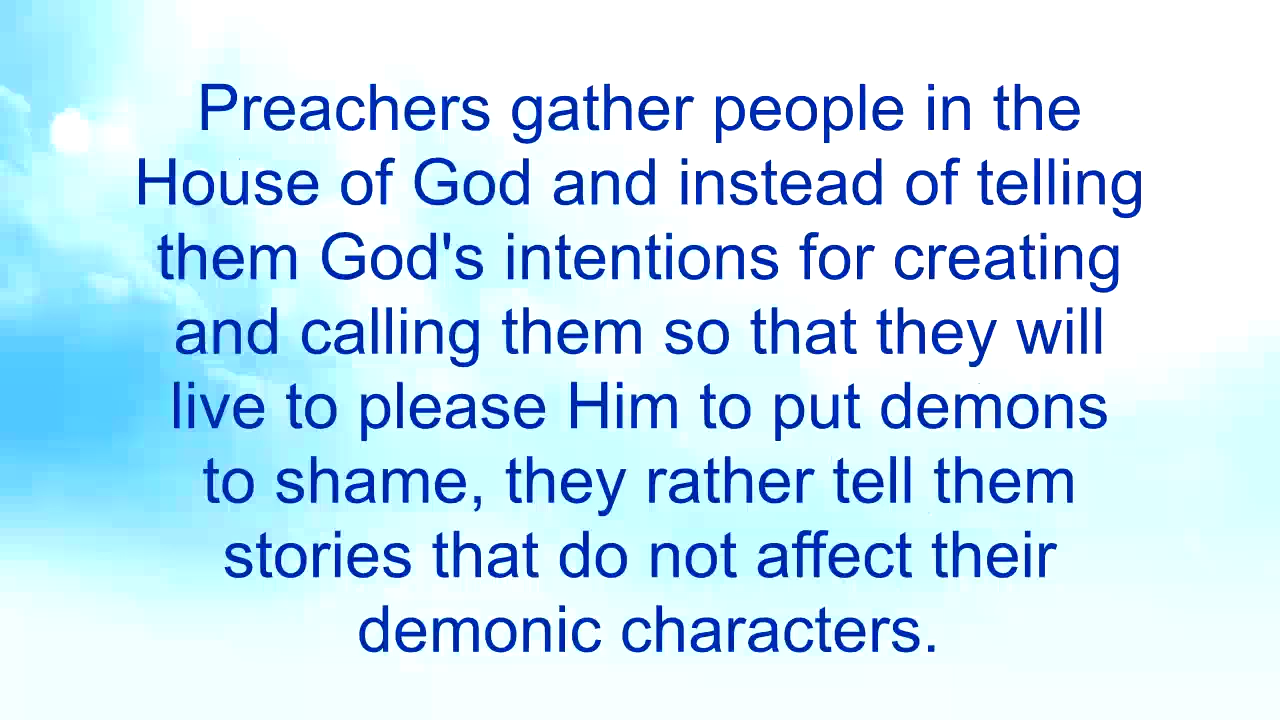 Preachers gather people in the
House of God and instead of telling
them God's intentions for creating
and calling them so that they will
live to please Him to put demons
to shame, they rather tell them
stories that do not affect their
demonic characters.